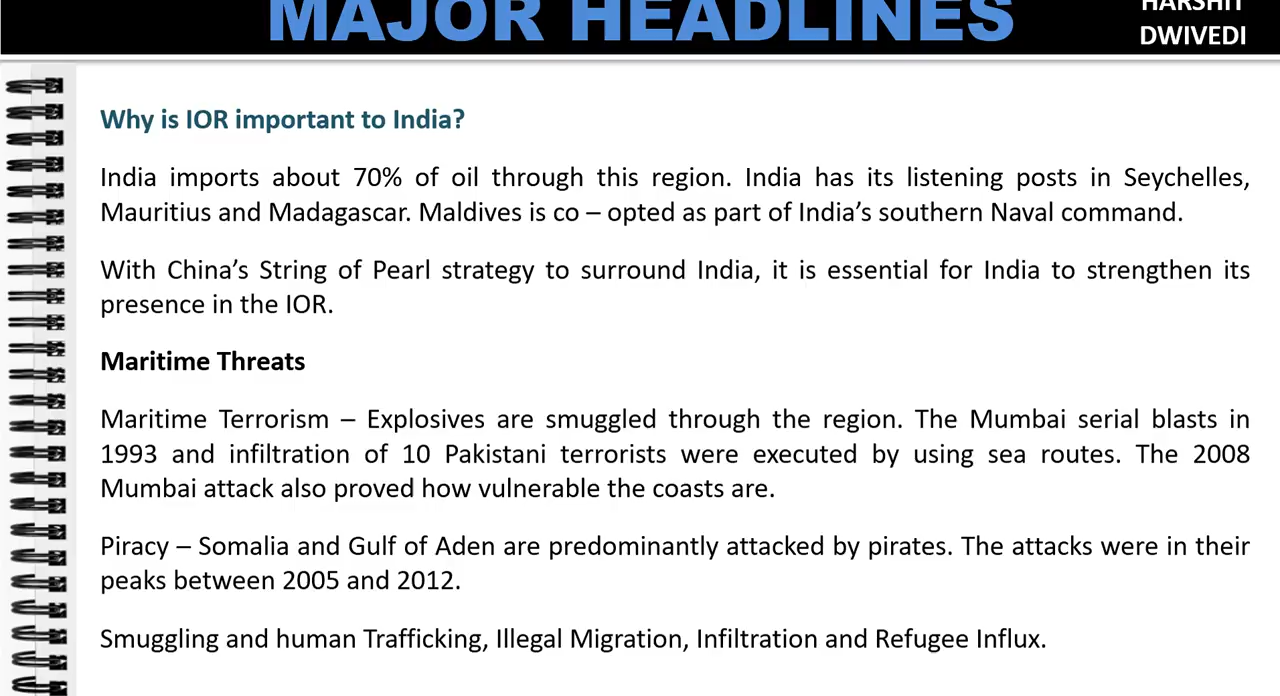 MAJOR HEADLINES
HARSHIT
DWIVEDI
Why is IOR important to India?
India imports about 70% of oil through this region. India has its listening posts in Seychelles,
Mauritius and Madagascar. Maldives is co – opted as part of India’s southern Naval command.
With China’s String of Pearl strategy to surround India, it is essential for India to strengthen its
presence in the IOR.
Maritime Threats
Maritime Terrorism – Explosives are smuggled through the region. The Mumbai serial blasts in
1993 and infiltration of 10 Pakistani terrorists were executed by using sea routes. The 2008
Mumbai attack also proved how vulnerable the coasts are.
Piracy – Somalia and Gulf of Aden are predominantly attacked by pirates. The attacks were in their
peaks between 2005 and 2012.
Smuggling and human Trafficking, Illegal Migration, Infiltration and Refugee Influx.